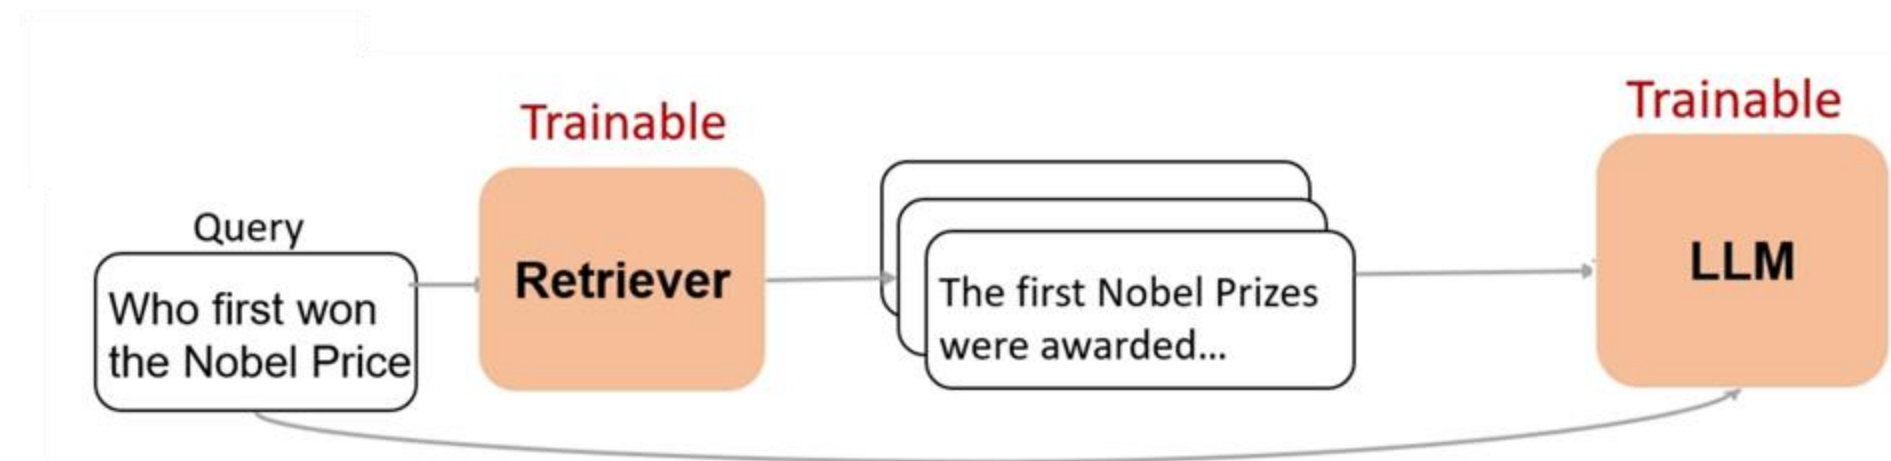 Trainable
Trainable
Query
Who first won
the Nobel Price
Retriever
The first Nobel Prizes
were awarded...
LLM